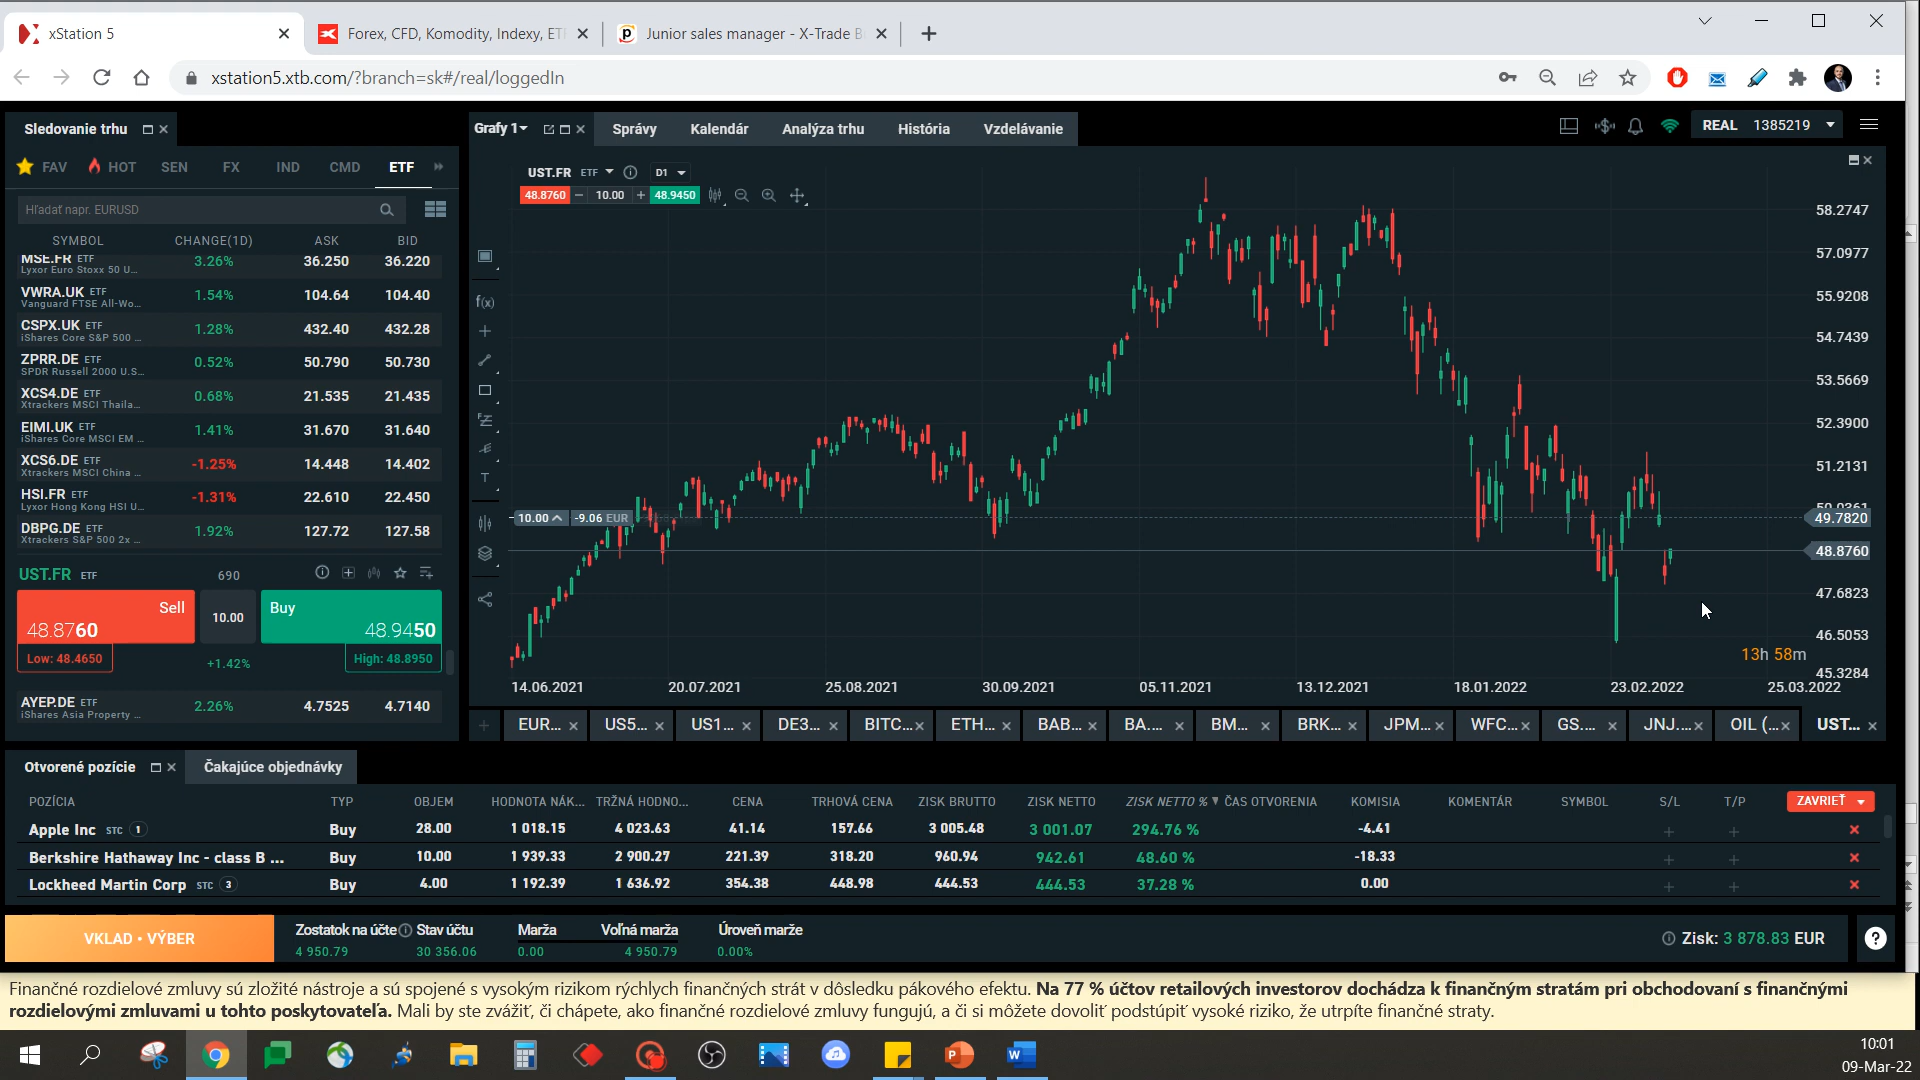 xStation 5
Forex, CFD, Komodity, Indexy, ET
Junior sales manager - X-Trade B
xstation5.xtb.com/?branch=sk#/real/loggedIn
Sledovanie trhu
Grafy 1
Správy
Kalendár
Analýza trhu
História
Vzdelávanie
REAL 1385219
FAV HOT SEN FX IND CMD ETF
Hľadať napr. EURUSD
SYMBOL CHANGE(1D) ASK BID
MSE.FR ETF 3.26% 36.250 36.220
Lyxor Euro Stoxx 50 U...
VWRA.UK ETF 1.54% 104.64 104.40
Vanguard FTSE All-Wo...
CSPX.UK ETF 1.28% 432.40 432.28
iShares Core S&P 500 ...
ZPRR.DE ETF 0.52% 50.790 50.730
SPDR Russell 2000 U.S...
XCS4.DE ETF 0.68% 21.535 21.435
Xtrackers MSCI Thaila...
EIMI.UK ETF 1.41% 31.670 31.640
iShares Core MSCI EM ...
XCS6.DE ETF -1.25% 14.448 14.402
Xtrackers MSCI China ...
HSI.FR ETF -1.31% 22.610 22.450
Lyxor Hong Kong HSI U...
DBPG.DE ETF 1.92% 127.72 127.58
Xtrackers S&P 500 2x ...
UST.FR ETF 690
Sell 48.8760
10.00
Buy 48.9450
Low: 48.4650
+1.42%
High: 48.8950
AYEP.DE ETF 2.26% 4.7525 4.7140
iShares Asia Property ...
UST.FR ETF D1
48.8760 10.00 48.9450
f(x)
T
10.00 -9.06 EUR
58.2747
57.0977
55.9208
54.7439
53.5669
52.3900
51.2131
49.7820
48.8760
47.6823
46.5053
45.3284
13h 58m
14.06.2021 20.07.2021 25.08.2021 30.09.2021 05.11.2021 13.12.2021 18.01.2022 23.02.2022 25.03.2022
EUR... US5... US1... DE3... BITC... ETH... BAB... BA.... BM... BRK... JPM... WFC... GS.... JNJ.... OIL (... UST...
Otvorené pozície
Čakajúce objednávky
POZÍCIA TYP OBJEM HODNOTA NÁK... TRŽNÁ HODNO... CENA TRHOVÁ CENA ZISK BRUTTO ZISK NETTO ZISK NETTO % ČAS OTVORENIA KOMISIA KOMENTÁR SYMBOL S/L T/P ZAVRIEŤ
Apple Inc STC 1 Buy 28.00 1 018.15 4 023.63 41.14 157.66 3 005.48 3 001.07 294.76 % -4.41
Berkshire Hathaway Inc - class B ... Buy 10.00 1 939.33 2 900.27 221.39 318.20 960.94 942.61 48.60 % -18.33
Lockheed Martin Corp STC 3 Buy 4.00 1 192.39 1 636.92 354.38 448.98 444.53 444.53 37.28 % 0.00
VKLAD • VÝBER
Zostatok na účte Stav účtu Marža Voľná marža Úroveň marže
4 950.79 30 356.06 0.00 4 950.79 0.00%
Zisk: 3 878.83 EUR
Finančné rozdielové zmluvy sú zložité nástroje a sú spojené s vysokým rizikom rýchlych finančných strát v dôsledku pákového efektu. Na 77 % účtov retailových investorov dochádza k finančným stratám pri obchodovaní s finančnými
rozdielovými zmluvami u tohto poskytovateľa. Mali by ste zvážiť, či chápete, ako finančné rozdielové zmluvy fungujú, a či si môžete dovoliť podstúpiť vysoké riziko, že utrpíte finančné straty.
10:01
09-Mar-22